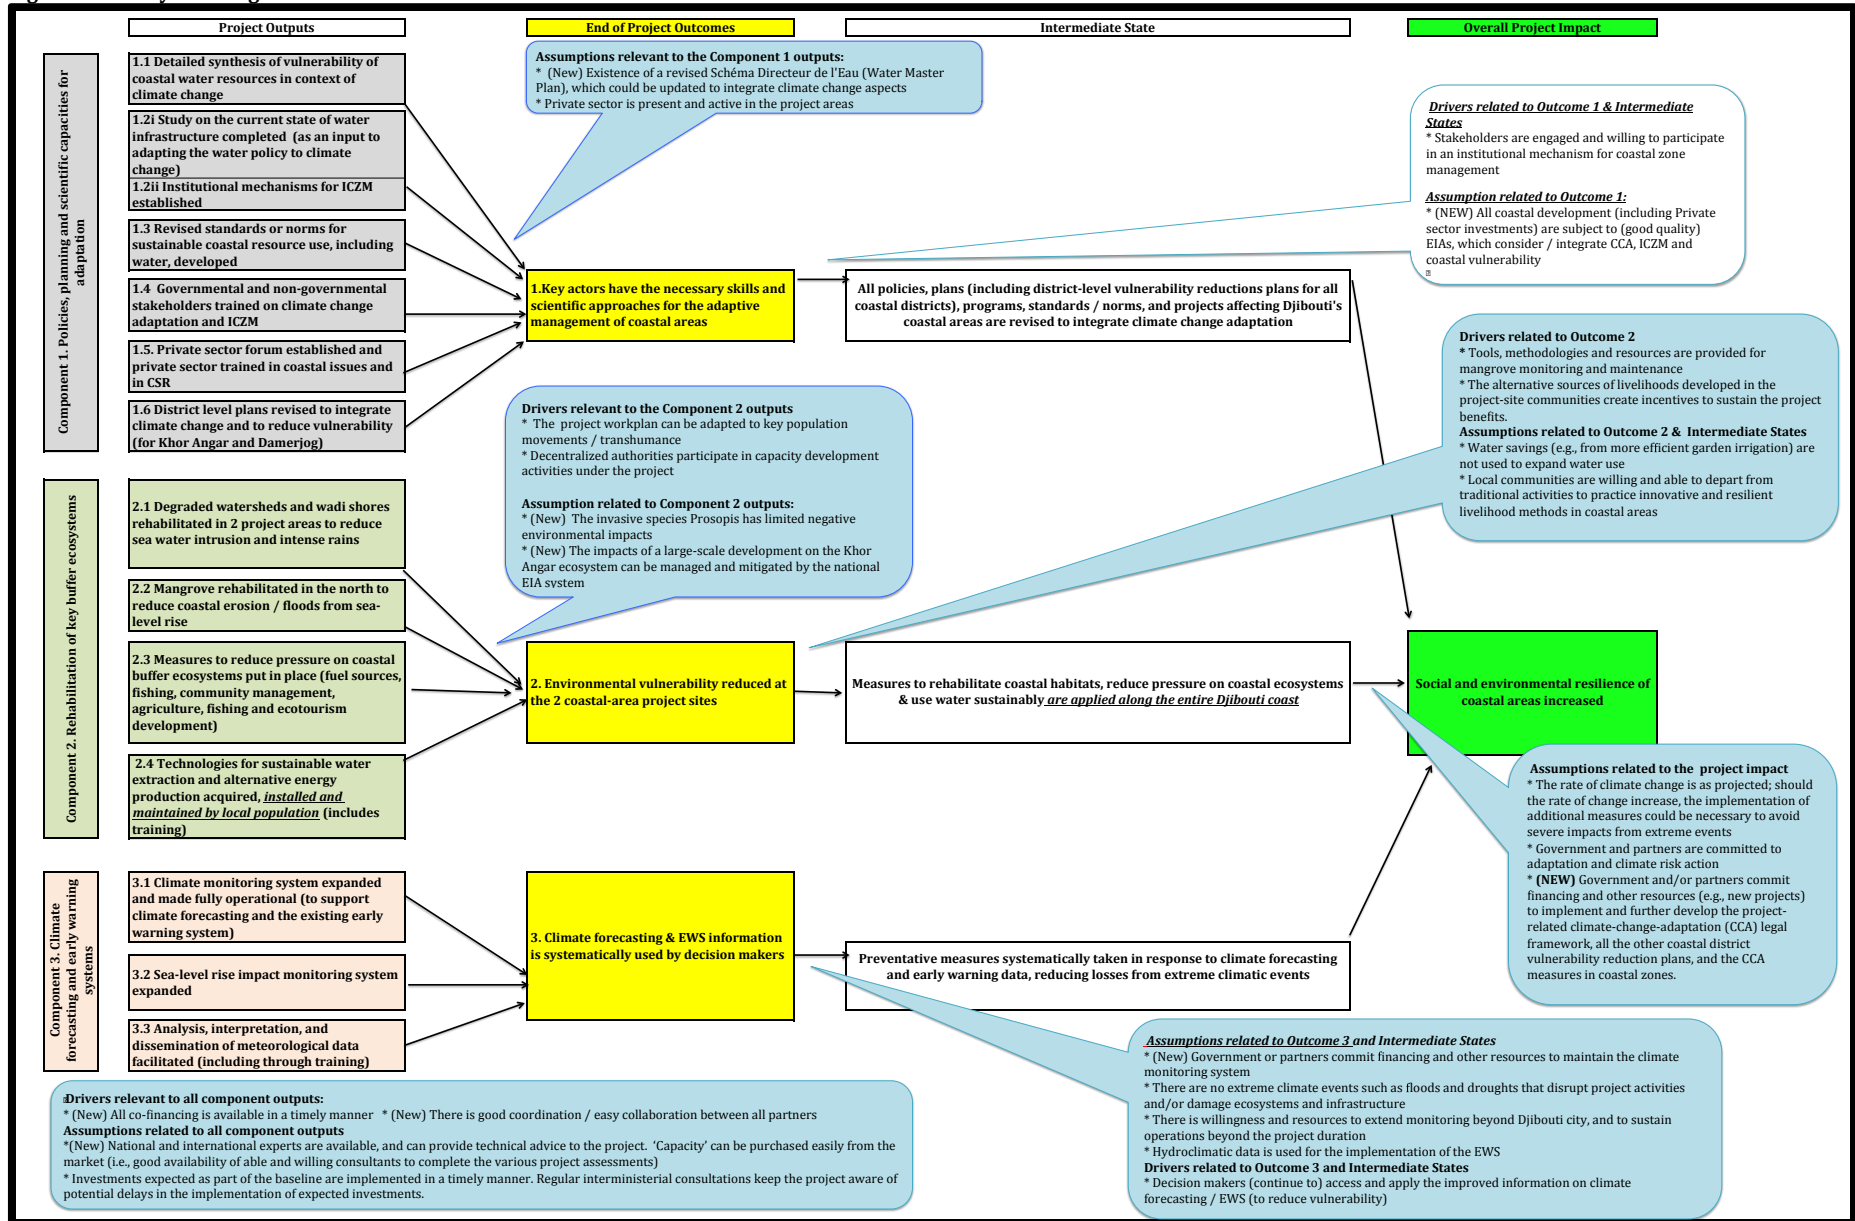 Project Outputs
End of Project Outcomes
Intermediate State
Overall Project Impact
Component 1. Policies, planning and scientific capacities for
adaptation
1.1 Detailed synthesis of vulnerability of
coastal water resources in context of
climate change
1.2i Study on the current state of water
infrastructure completed (as an input to
adapting the water policy to climate
change)
1.2ii Institutional mechanisms for ICZM
established
1.3 Revised standards or norms for
sustainable coastal resource use, including
water, developed
1.4 Governmental and non-governmental
stakeholders trained on climate change
adaptation and ICZM
1.5. Private sector forum established and
private sector trained in coastal issues and
in CSR
1.6 District level plans revised to integrate
climate change and to reduce vulnerability
(for Khor Angar and Damerjog)
Assumptions relevant to the Component 1 outputs:
* (New) Existence of a revised Schéma Directeur de l'Eau (Water Master
Plan), which could be updated to integrate climate change aspects
* Private sector is present and active in the project areas
1.Key actors have the necessary skills and
scientific approaches for the adaptive
management of coastal areas
All policies, plans (including district-level vulnerability reductions plans for all
coastal districts), programs, standards / norms, and projects affecting Djibouti's
coastal areas are revised to integrate climate change adaptation
Drivers related to Outcome 1 & Intermediate
States
* Stakeholders are engaged and willing to participate
in an institutional mechanism for coastal zone
management
Assumption related to Outcome 1:
* (NEW) All coastal development (including Private
sector investments) are subject to (good quality)
EIAs, which consider / integrate CCA, ICZM and
coastal vulnerability
Component 2. Rehabilitation of key buffer ecosystems
2.1 Degraded watersheds and wadi shores
rehabilitated in 2 project areas to reduce
sea water intrusion and intense rains
2.2 Mangrove rehabilitated in the north to
reduce coastal erosion / floods from sea-
level rise
2.3 Measures to reduce pressure on coastal
buffer ecosystems put in place (fuel sources,
fishing, community management,
agriculture, fishing and ecotourism
development)
2.4 Technologies for sustainable water
extraction and alternative energy
production acquired, installed and
maintained by local population (includes
training)
Drivers relevant to the Component 2 outputs
* The project workplan can be adapted to key population
movements / transhumance
* Decentralized authorities participate in capacity development
activities under the project
Assumption related to Component 2 outputs:
* (New) The invasive species Prosopis has limited negative
environmental impacts
* (New) The impacts of a large-scale development on the Khor
Angar ecosystem can be managed and mitigated by the national
EIA system
2. Environmental vulnerability reduced at
the 2 coastal-area project sites
Measures to rehabilitate coastal habitats, reduce pressure on coastal ecosystems
& use water sustainably are applied along the entire Djibouti coast
Drivers related to Outcome 2
* Tools, methodologies and resources are provided for
mangrove monitoring and maintenance
* The alternative sources of livelihoods developed in the
project-site communities create incentives to sustain the project
benefits.
Assumptions related to Outcome 2 & Intermediate States
* Water savings (e.g., from more efficient garden irrigation) are
not used to expand water use
* Local communities are willing and able to depart from
traditional activities to practice innovative and resilient
livelihood methods in coastal areas
Social and environmental resilience of
coastal areas increased
Assumptions related to the project impact
* The rate of climate change is as projected; should
the rate of change increase, the implementation of
additional measures could be necessary to avoid
severe impacts from extreme events
* Government and partners are committed to
adaptation and climate risk action
* (NEW) Government and/or partners commit
financing and other resources (e.g., new projects)
to implement and further develop the project-
related climate-change-adaptation (CCA) legal
framework, all the other coastal district
vulnerability reduction plans, and the CCA
measures in coastal zones.
Component 3. Climate
forecasting and early warning
systems
3.1 Climate monitoring system expanded
and made fully operational (to support
climate forecasting and the existing early
warning system)
3.2 Sea-level rise impact monitoring system
expanded
3.3 Analysis, interpretation, and
dissemination of meteorological data
facilitated (including through training)
3. Climate forecasting & EWS information
is systematically used by decision makers
Preventative measures systematically taken in response to climate forecasting
and early warning data, reducing losses from extreme climatic events
Assumptions related to Outcome 3 and Intermediate States
* (New) Government or partners commit financing and other resources to maintain the climate
monitoring system
* There are no extreme climate events such as floods and droughts that disrupt project activities
and/or damage ecosystems and infrastructure
* There is willingness and resources to extend monitoring beyond Djibouti city, and to sustain
operations beyond the project duration
* Hydroclimatic data is used for the implementation of the EWS
Drivers related to Outcome 3 and Intermediate States
* Decision makers (continue to) access and apply the improved information on climate
forecasting / EWS (to reduce vulnerability)
Drivers relevant to all component outputs:
* (New) All co-financing is available in a timely manner * (New) There is good coordination / easy collaboration between all partners
Assumptions related to all component outputs
*(New) National and international experts are available, and can provide technical advice to the project. 'Capacity' can be purchased easily from the
market (i.e., good availability of able and willing consultants to complete the various project assessments)
* Investments expected as part of the baseline are implemented in a timely manner. Regular interministerial consultations keep the project aware of
potential delays in the implementation of expected investments.